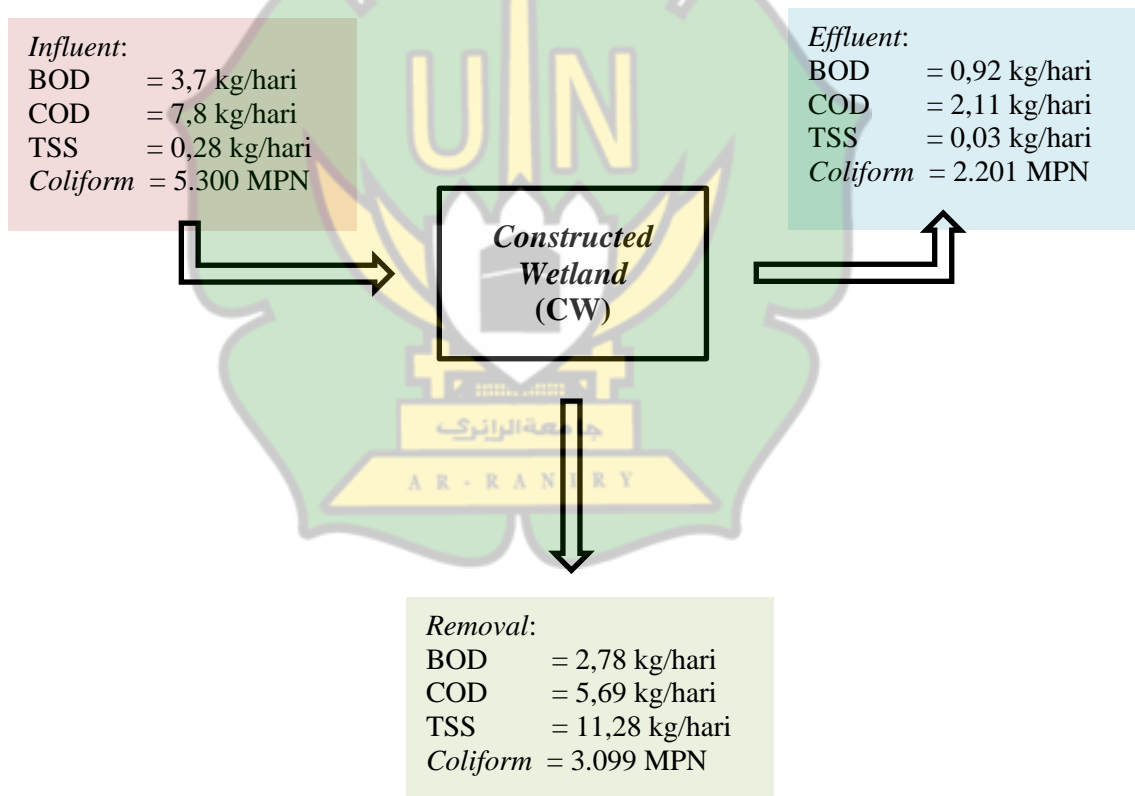 Influent:
BOD = 3,7 kg/hari
COD = 7,8 kg/hari
TSS = 0,28 kg/hari
Coliform = 5.300 MPN
Effluent:
BOD = 0,92 kg/hari
COD = 2,11 kg/hari
TSS = 0,03 kg/hari
Coliform = 2.201 MPN
UIN
Constructed
Wetland
(CW)
جامعة الرانري
AR-RANIRY
Removal:
BOD = 2,78 kg/hari
COD = 5,69 kg/hari
TSS = 11,28 kg/hari
Coliform = 3.099 MPN